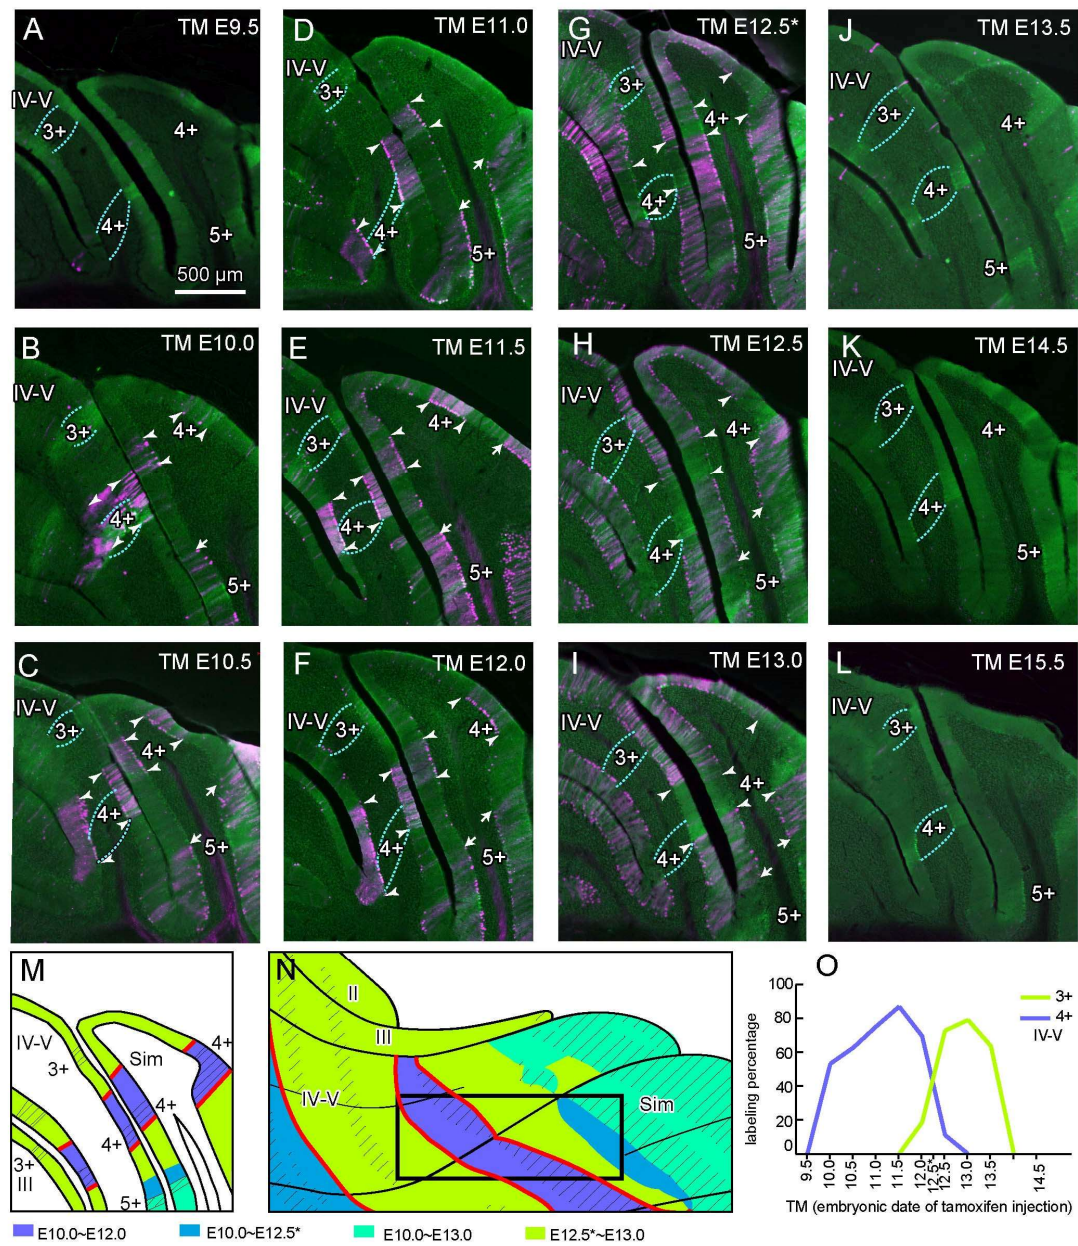 A
TM E9.5
IV-V
3+
4+
4+
5+
500 µm
D
TM E11.0
IV-V
3+
4+
4+
5+
G
TM E12.5*
IV-V
3+
4+
4+
5+
J
TM E13.5
IV-V
3+
4+
4+
5+
B
TM E10.0
IV-V
3+
4+
4+
5+
E
TM E11.5
IV-V
3+
4+
4+
5+
H
TM E12.5
IV-V
3+
4+
4+
5+
K
TM E14.5
IV-V
3+
4+
4+
5+
C
TM E10.5
IV-V
3+
4+
4+
5+
F
TM E12.0
IV-V
3+
4+
4+
5+
I
TM E13.0
IV-V
3+
4+
4+
5+
L
TM E15.5
IV-V
3+
4+
4+
5+
M
IV-V
3+
Sim
4+
4+
4+
3+
III
5+
N
II
III
IV-V
Sim
O
100
80
60
40
20
0
labeling percentage
3+
4+
IV-V
9.5 10.0 10.5 11.0 11.5 12.0 12.5* 12.5 13.0 13.5 14.5
TM (embryonic date of tamoxifen injection)
E10.0~E12.0 E10.0~E12.5* E10.0~E13.0 E12.5*~E13.0